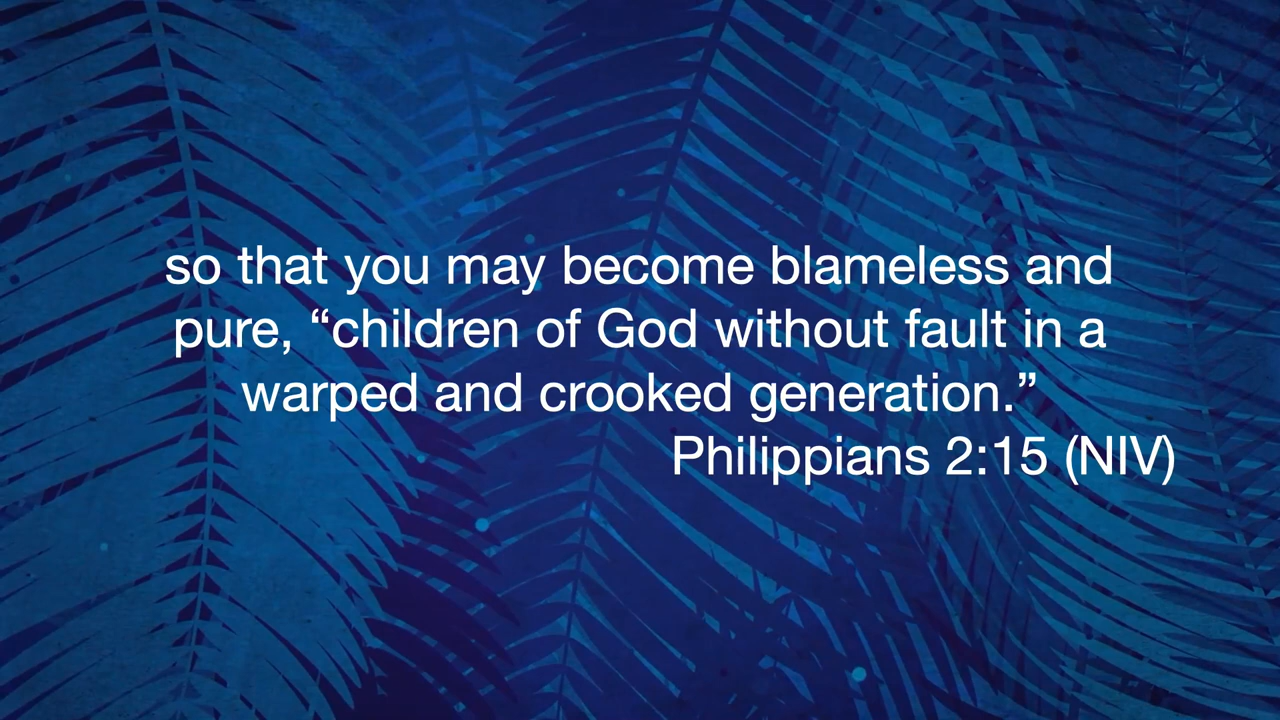 so that you may become blameless and
pure, “children of God without fault in a
warped and crooked generation.”
Philippians 2:15 (NIV)